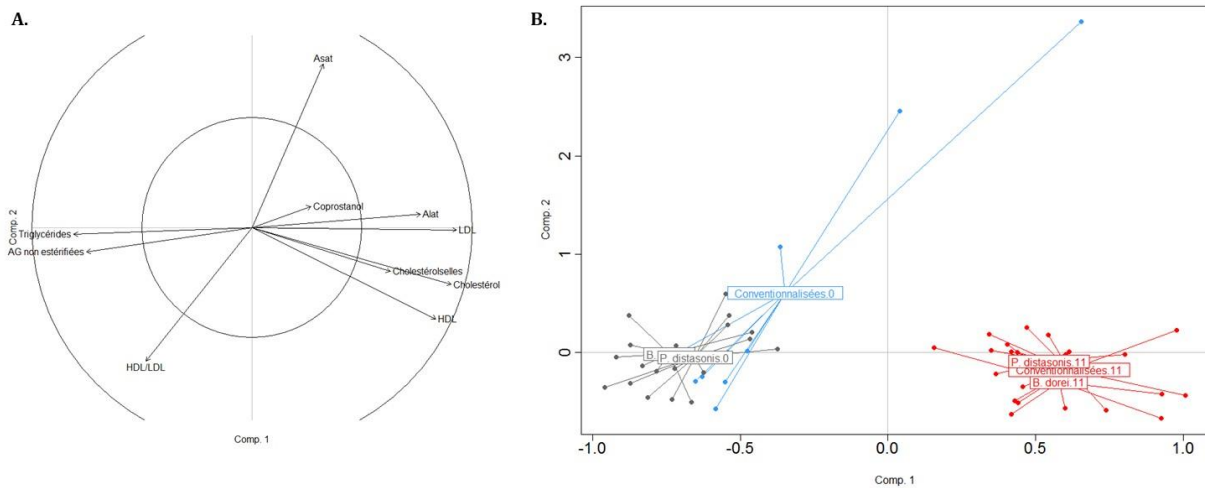 A.
Asat
Coprostanol
Alat
LDL
Comp. 2
Triglycérides
AG non estérifiées
Cholestérolselles
Cholestérol
HDL
HDL/LDL
Comp. 1
B.
3
2
1
0
Comp. 2
Conventionnalisées.0
B.
P. distasonis.0
P. distasonis.11
Conventionnalisées.11
B. dorei.11
-1.0
-0.5
0.0
0.5
1.0
Comp. 1